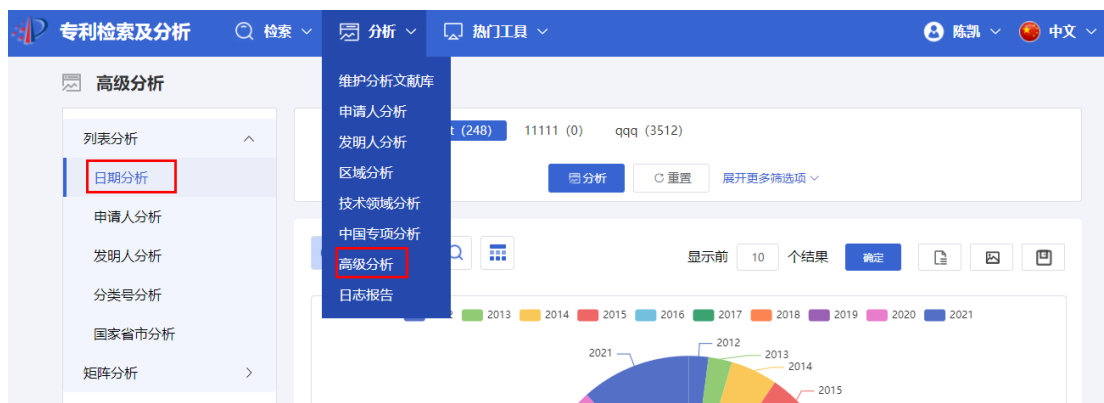 专利检索及分析 检索 分析 热门工具 陈凯 中文
高级分析
维护分析文献库
申请人分析
发明人分析
区域分析
技术领域分析
中国专项分析
高级分析
日志报告
列表分析
日期分析
申请人分析
发明人分析
分类号分析
国家省市分析
矩阵分析
t (248) 11111 (0) qqq (3512)
分析 重置 展开更多筛选项
显示前 10 个结果 确定
2013 2014 2015 2016 2017 2018 2019 2020 2021
2021 2012
2013
2014
2015